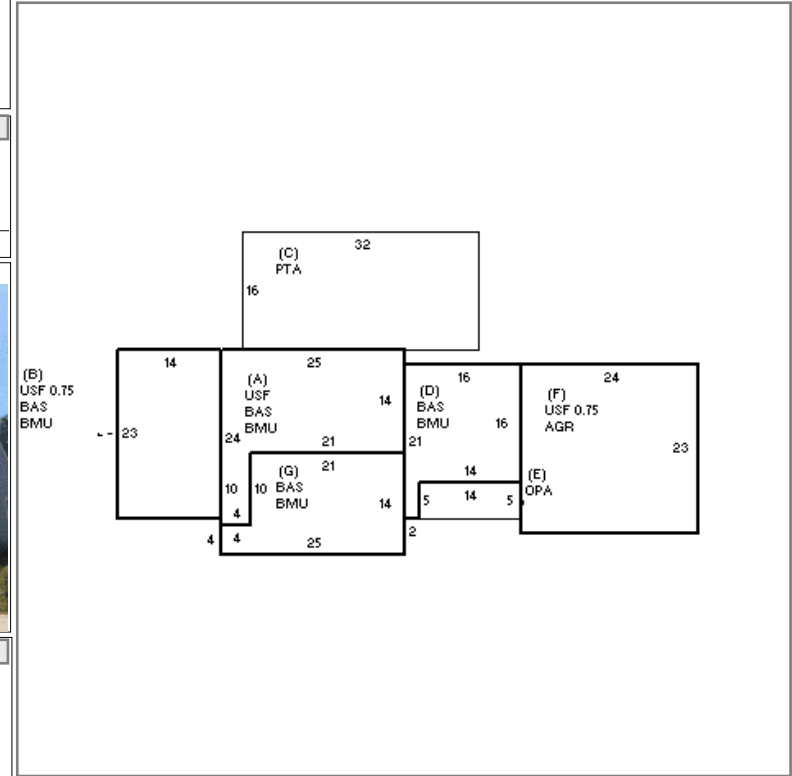 32
(C)
PTA
16
14
25
(B)
USF 0.75
BAS
BMU
23
(A)
USF
BAS
BMU
14
24
21
16
(D)
BAS
BMU
16
21
24
(F)
USF 0.75
AGR
23
21
(G)
BAS
BMU
10
10
14
4
14
14
5
5
(E)
OPA
4
4
25
2